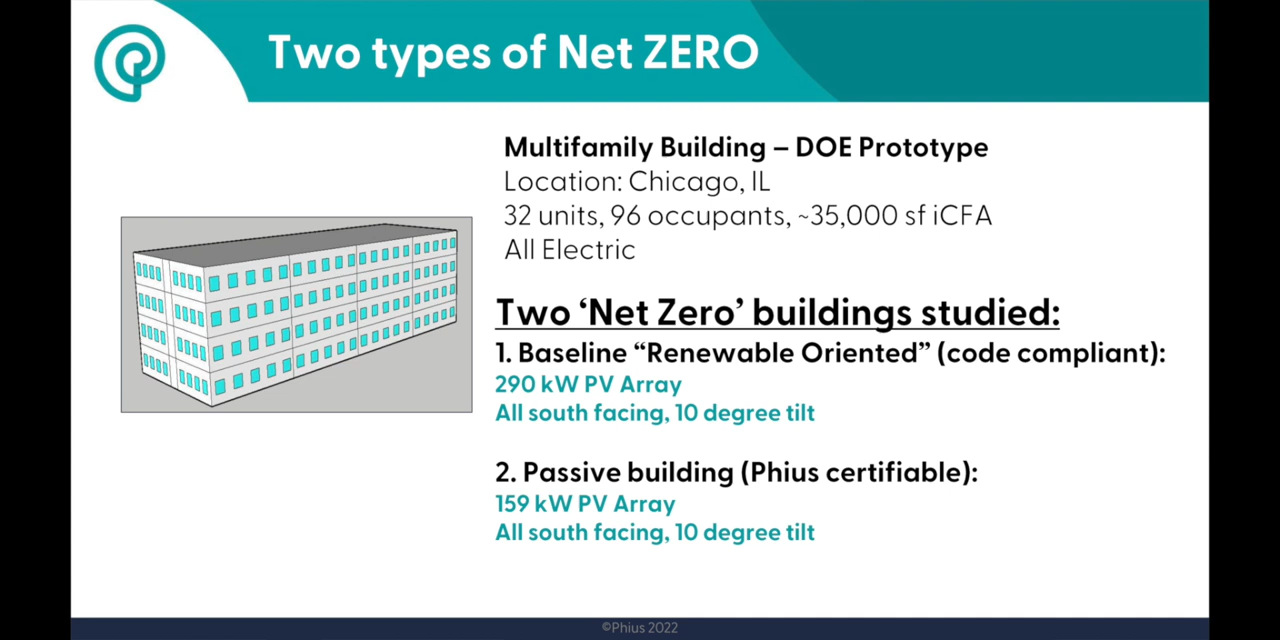 Two types of Net ZERO
Multifamily Building – DOE Prototype
Location: Chicago, IL
32 units, 96 occupants, ~35,000 sf iCFA
All Electric
Two ‘Net Zero’ buildings studied:
1. Baseline “Renewable Oriented” (code compliant):
290 kW PV Array
All south facing, 10 degree tilt
2. Passive building (Phius certifiable):
159 kW PV Array
All south facing, 10 degree tilt
©Phius 2022